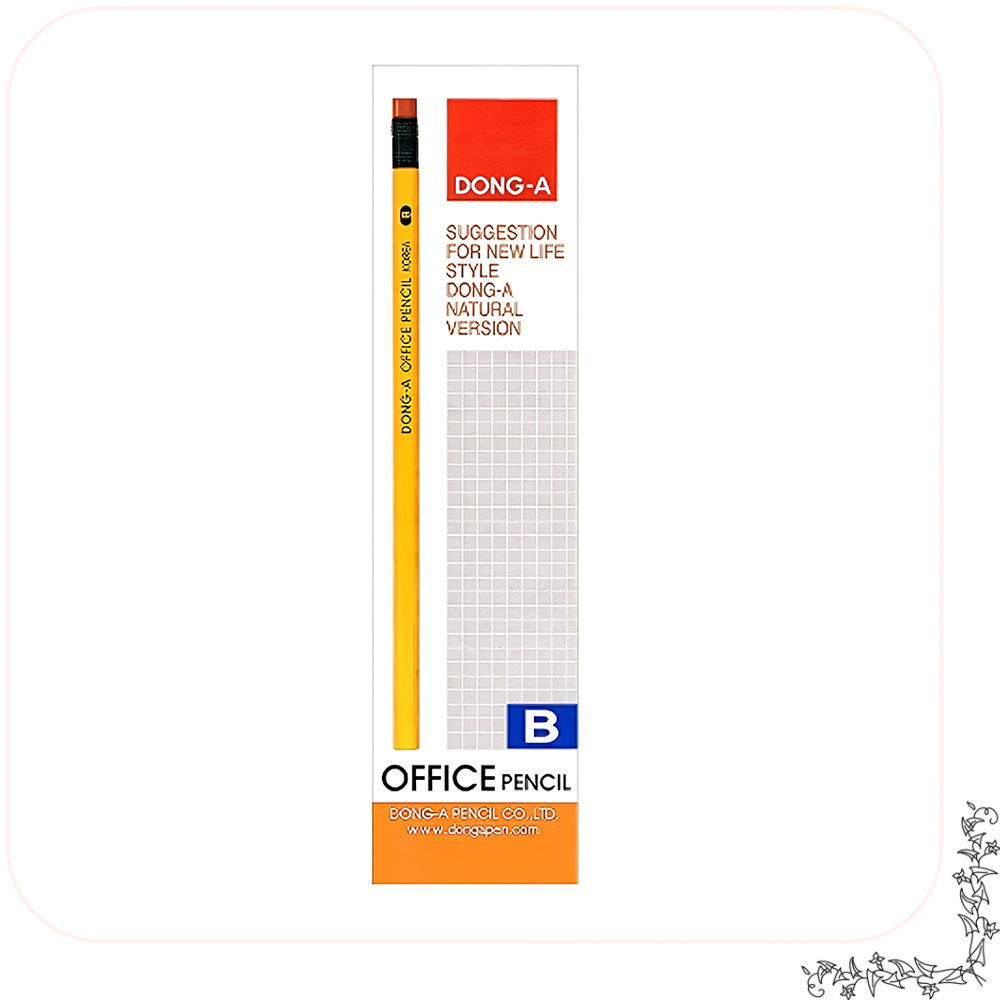 DONG-A
SUGGESTION
FOR NEW LIFE
STYLE
DONG-A
NATURAL
VERSION
DONG-A OFFICE PENCIL KOREA B
B
OFFICE PENCIL
DONG-A PENCIL CO.,LTD.
www.dongapen.com